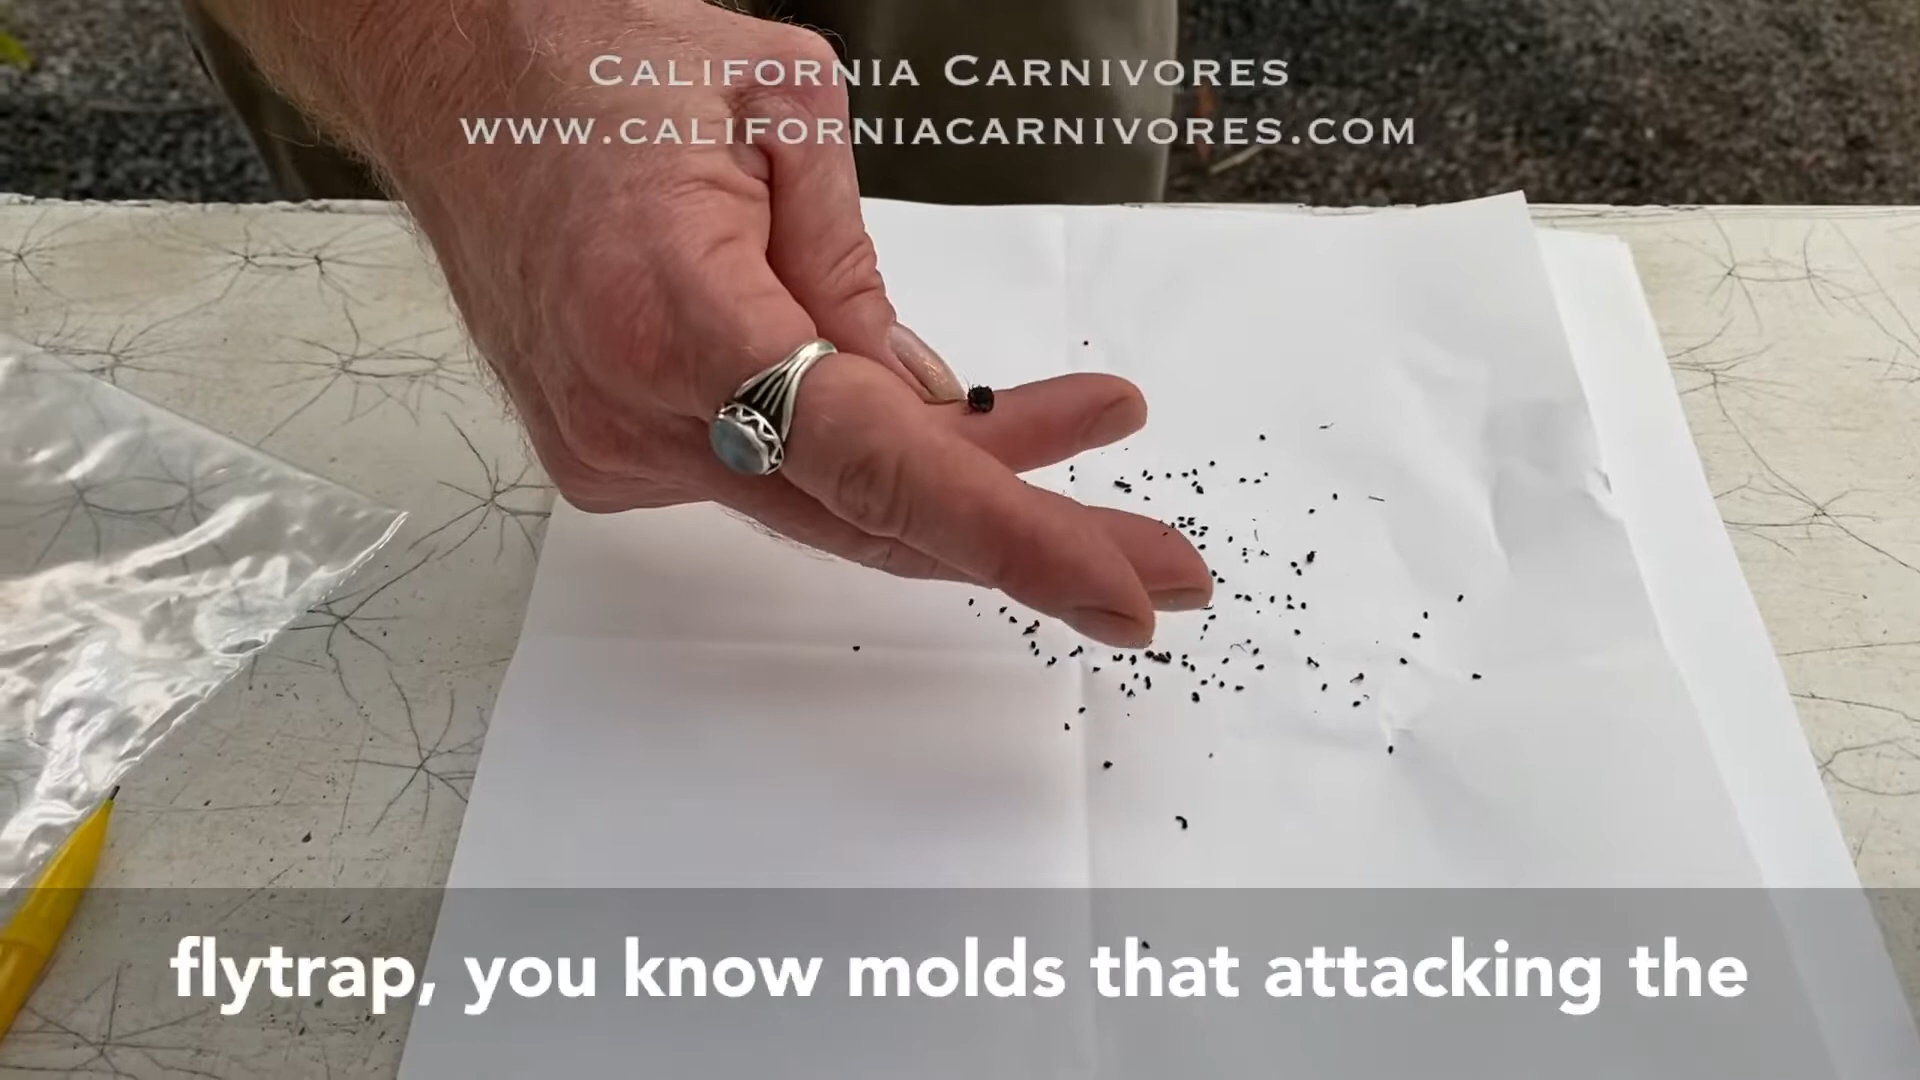 CALIFORNIA CARNIVORES
WWW.CALIFORNIACARNIVORES.COM
flytrap, you know molds that attacking the